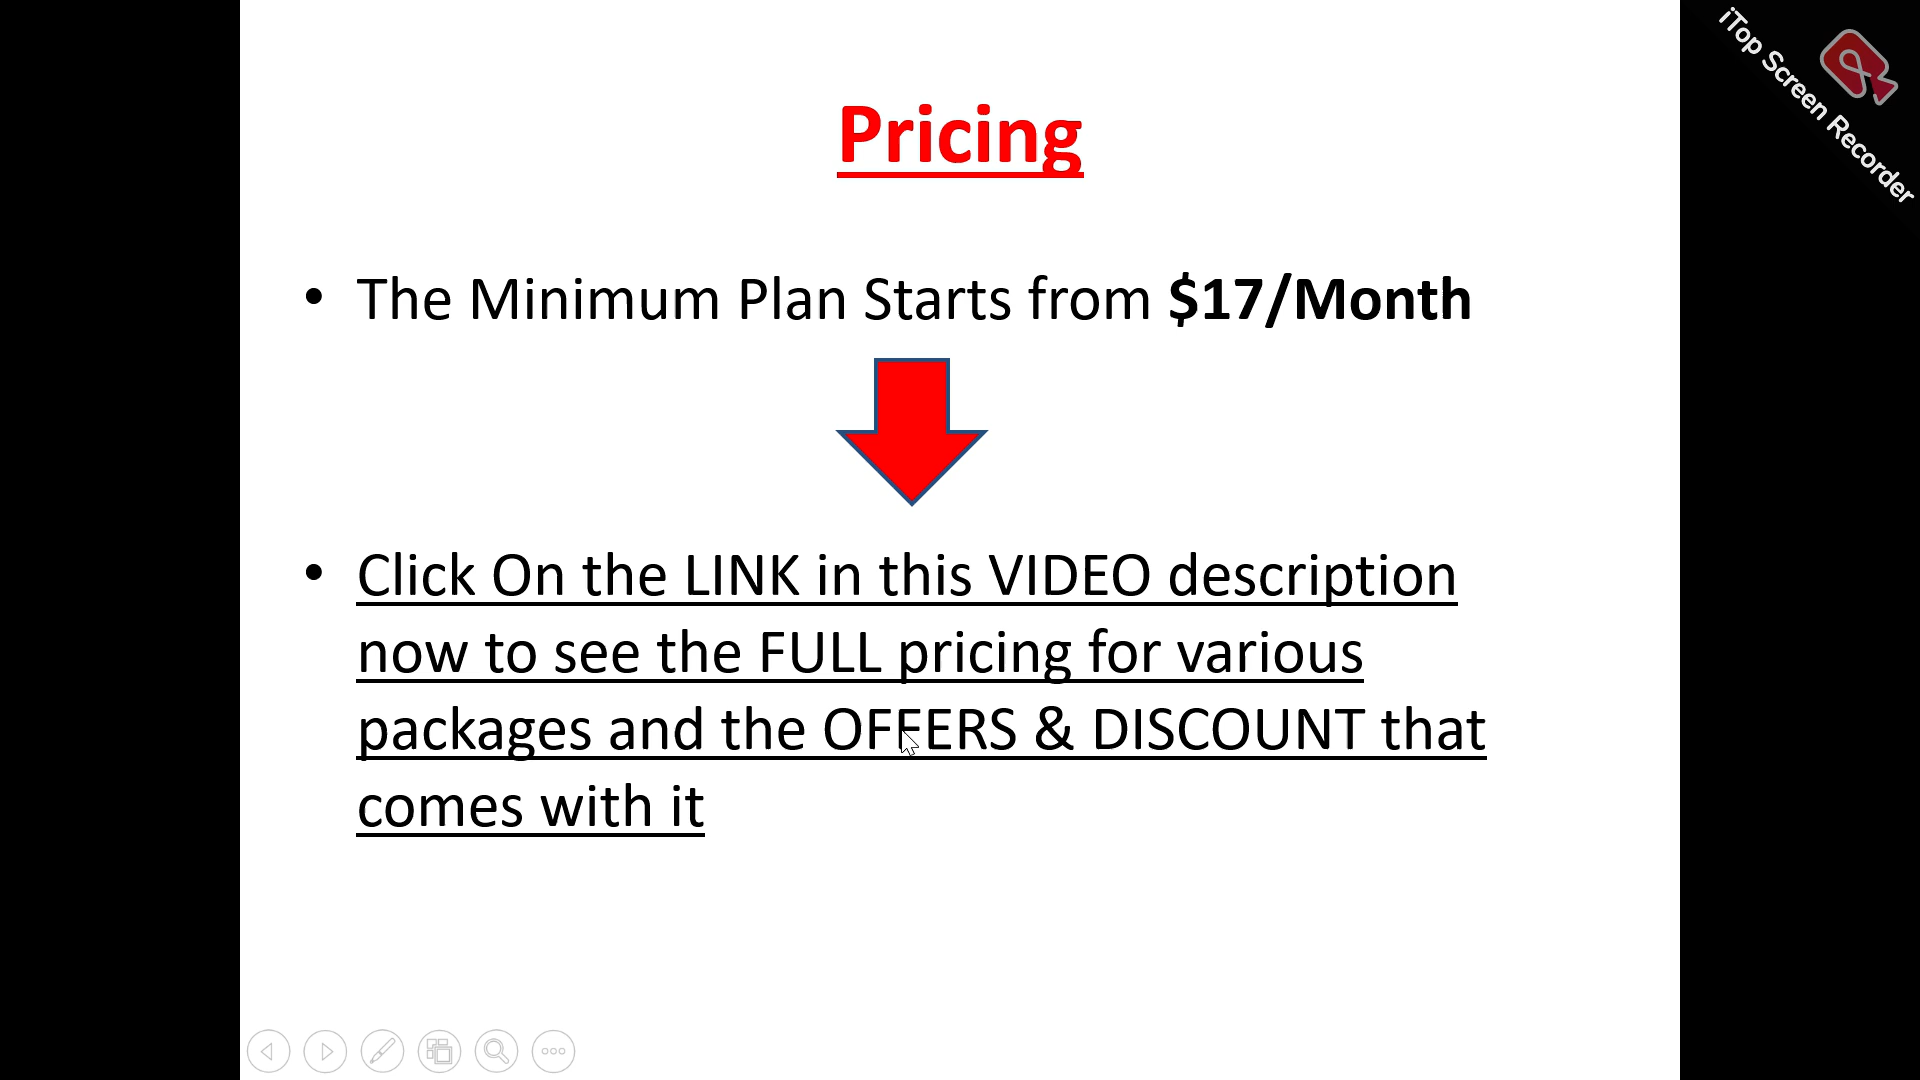 iTop Screen Recorder
Pricing
• The Minimum Plan Starts from $17/Month
• Click On the LINK in this VIDEO description
now to see the FULL pricing for various
packages and the OFFERS & DISCOUNT that
comes with it